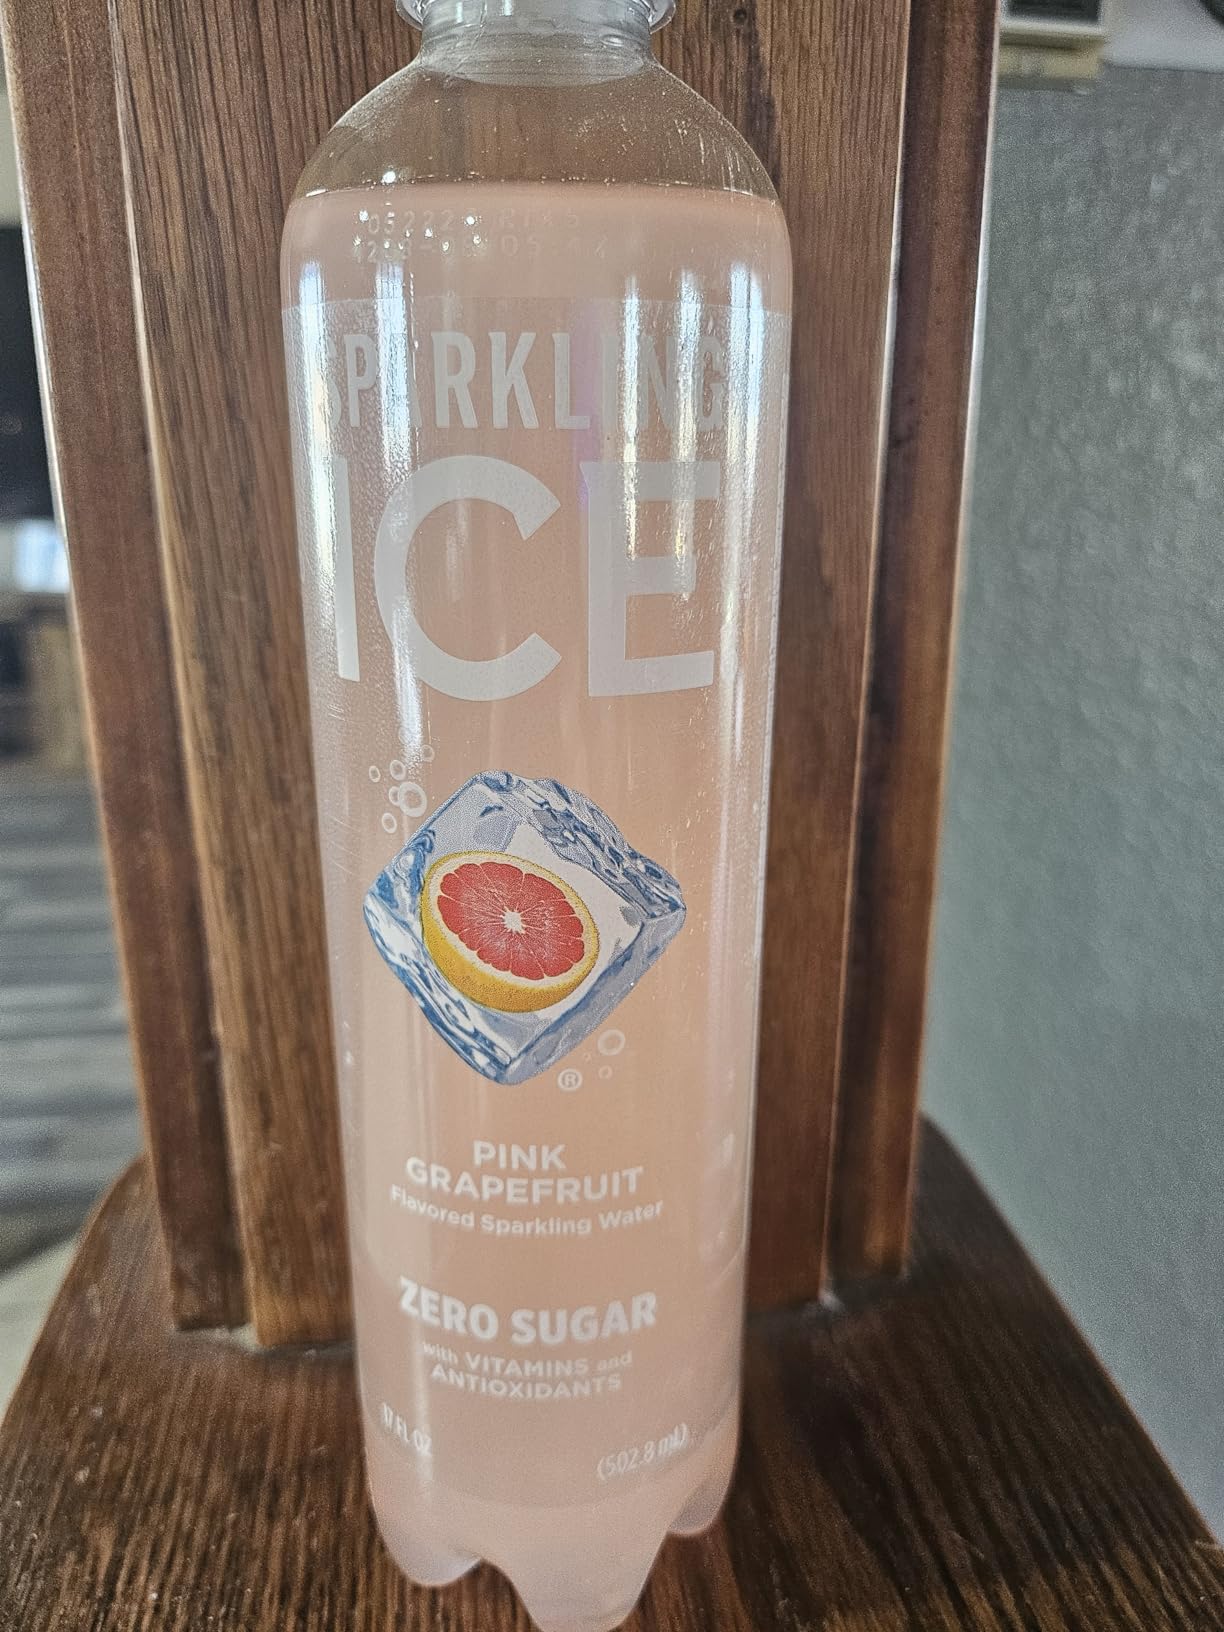 SPARKLING
ICE
®
PINK
GRAPEFRUIT
Flavored Sparkling Water
ZERO SUGAR
with VITAMINS and
ANTIOXIDANTS
17 FL OZ
(502.8 mL)